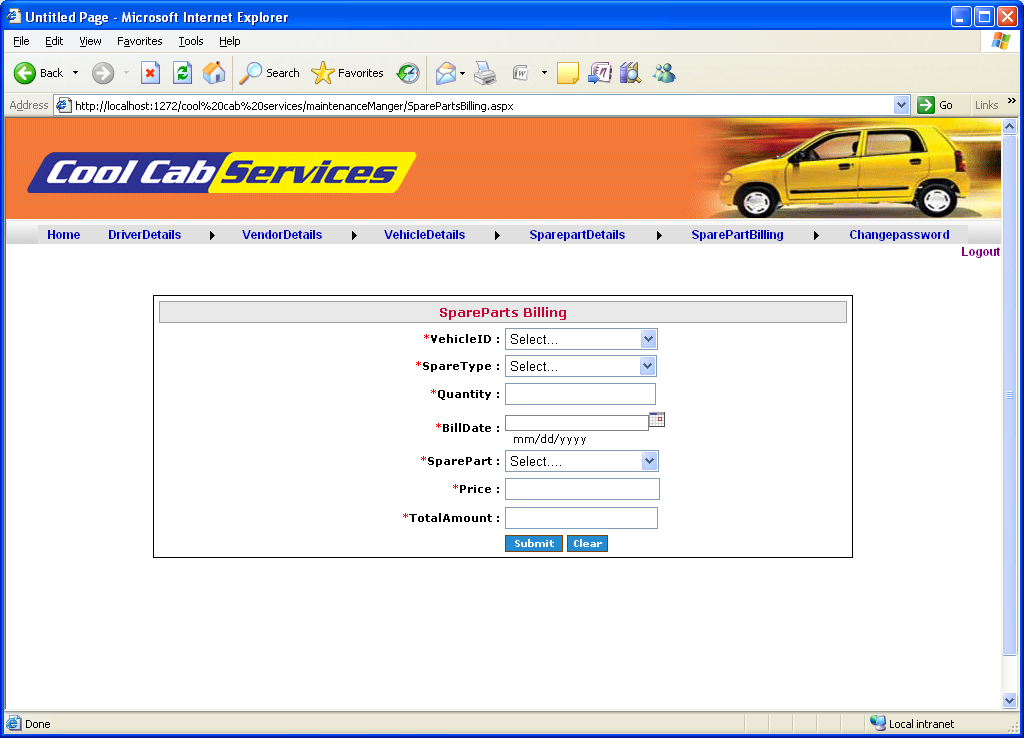 Untitled Page - Microsoft Internet Explorer
File Edit View Favorites Tools Help
Back Search Favorites
Address http://localhost:1272/cool%20cab%20services/maintenanceManger/SparePartsBilling.aspx Go Links »
Cool Cab Services
Home DriverDetails VendorDetails VehicleDetails SparepartDetails SparePartBilling Changepassword
Logout
SpareParts Billing
*VehicleID : Select...
*SpareType : Select...
*Quantity :
*BillDate :
mm/dd/yyyy
*SparePart : Select....
*Price :
*TotalAmount :
Submit Clear
Done Local intranet